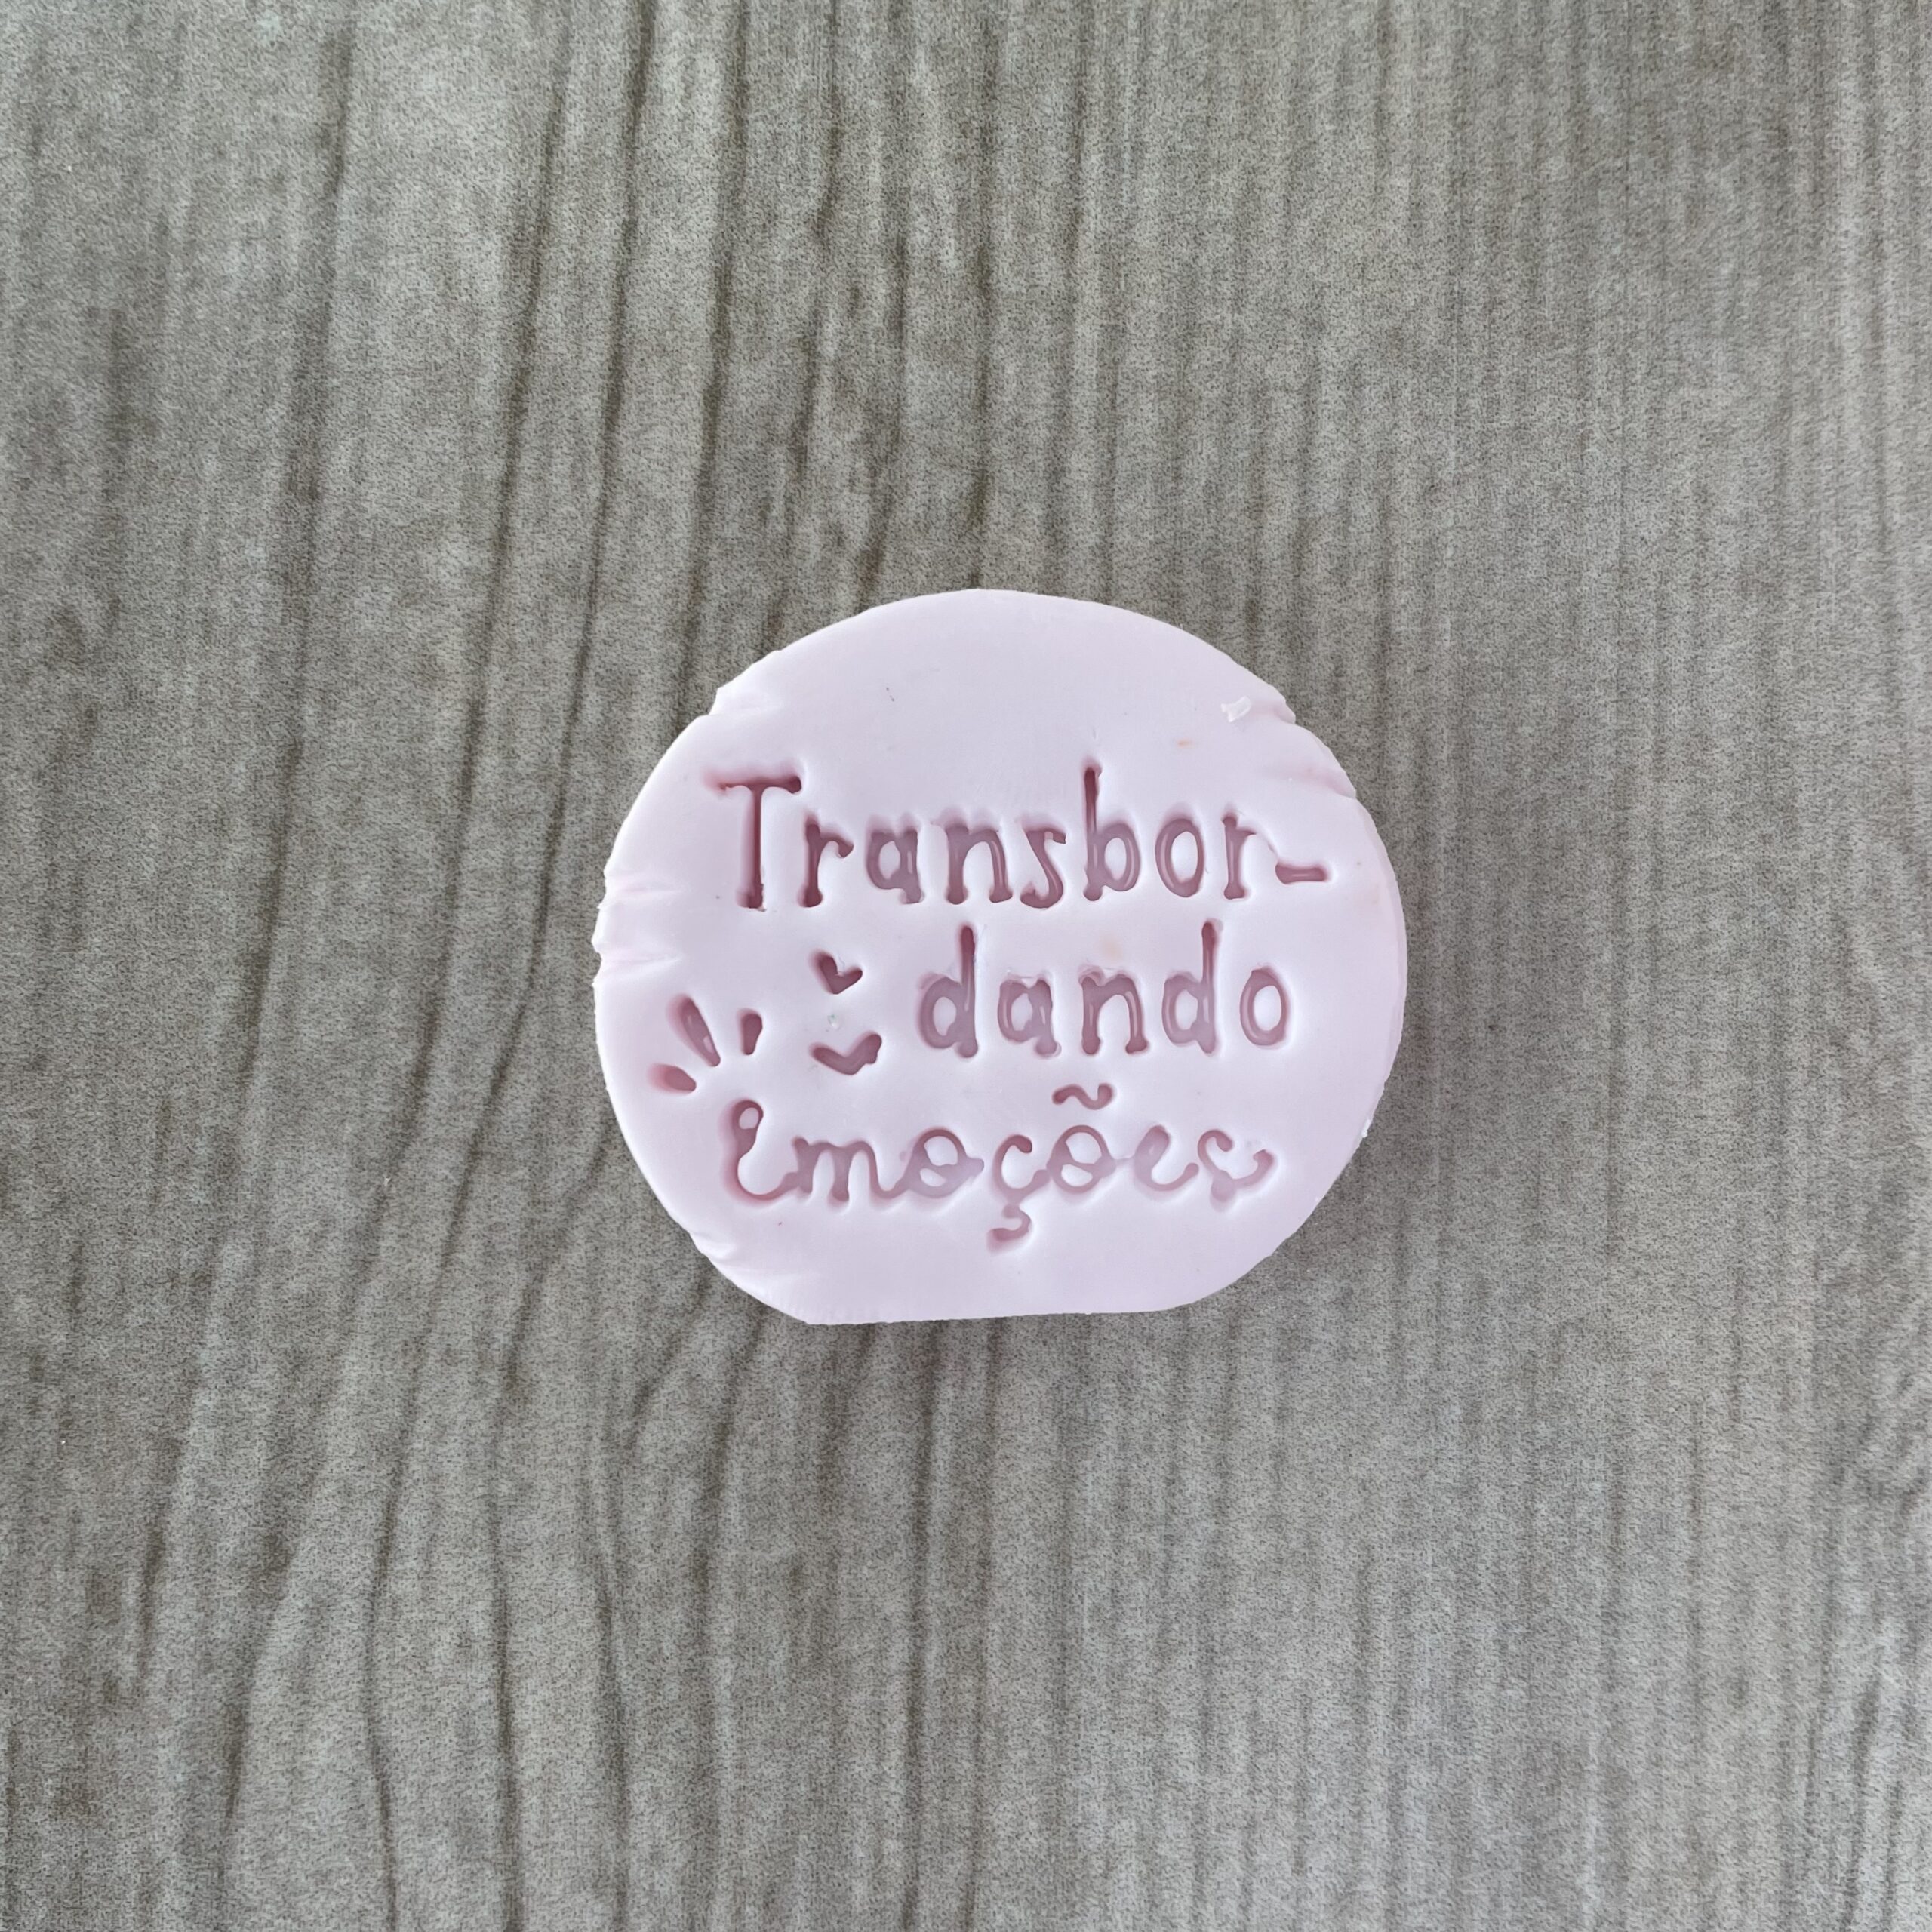 Transbor-
dando
emoções